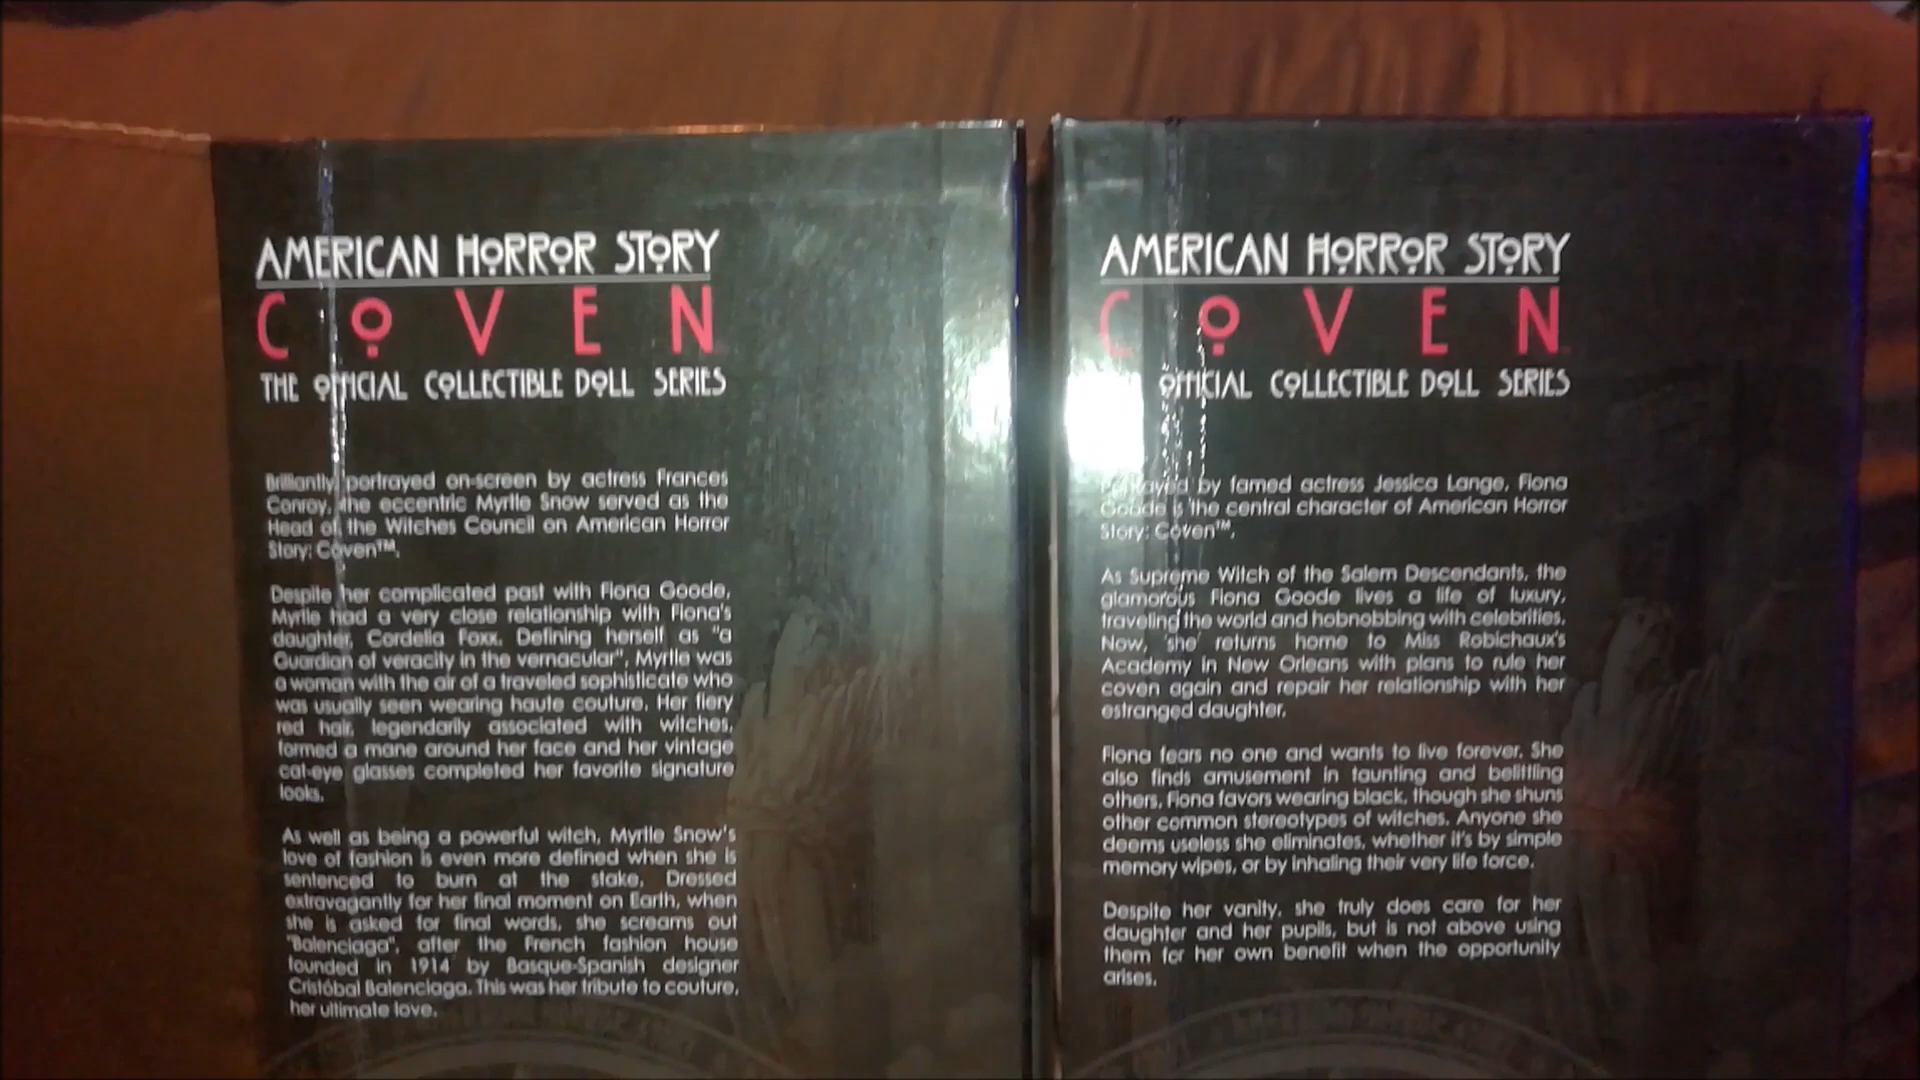 AMERICAN HORROR STORY
COVEN
THE OFFICIAL COLLECTIBLE DOLL SERIES
Brilliantly portrayed on-screen by actress Frances
Conroy, the eccentric Myrtle Snow served as the
Head of the Witches Council on American Horror
Story: Coven™.
Despite her complicated past with Fiona Goode,
Myrtle had a very close relationship with Fiona's
daughter, Cordelia Foxx. Defining herself as "a
Guardian of veracity in the vernacular", Myrtle was
a woman with the air of a traveled sophisticate who
was usually seen wearing haute couture. Her fiery
red hair, legendarily associated with witches,
formed a mane around her face and her vintage
cat-eye glasses completed her favorite signature
looks.
As well as being a powerful witch, Myrtle Snow's
love of fashion is even more defined when she is
sentenced to burn at the stake. Dressed
extravagantly for her final moment on Earth, when
she is asked for final words, she screams out
"Balenciaga", after the French fashion house
founded in 1914 by Basque-Spanish designer
Cristóbal Balenciaga. This was her tribute to couture,
her ultimate love.
AMERICAN HORROR STORY
COVEN
OFFICIAL COLLECTIBLE DOLL SERIES
by famed actress Jessica Lange, Fiona
Goode is the central character of American Horror
Story: Coven™.
As Supreme Witch of the Salem Descendants, the
glamorous Fiona Goode lives a life of luxury,
traveling the world and hobnobbing with celebrities.
Now, she returns home to Miss Robichaux's
Academy in New Orleans with plans to rule her
coven again and repair her relationship with her
estranged daughter.
Fiona fears no one and wants to live forever. She
also finds amusement in taunting and belittling
others. Fiona favors wearing black, though she shuns
other common stereotypes of witches. Anyone she
deems useless she eliminates, whether it's by simple
memory wipes, or by inhaling their very life force.
Despite her vanity, she truly does care for her
daughter and her pupils, but is not above using
them for her own benefit when the opportunity
arises.